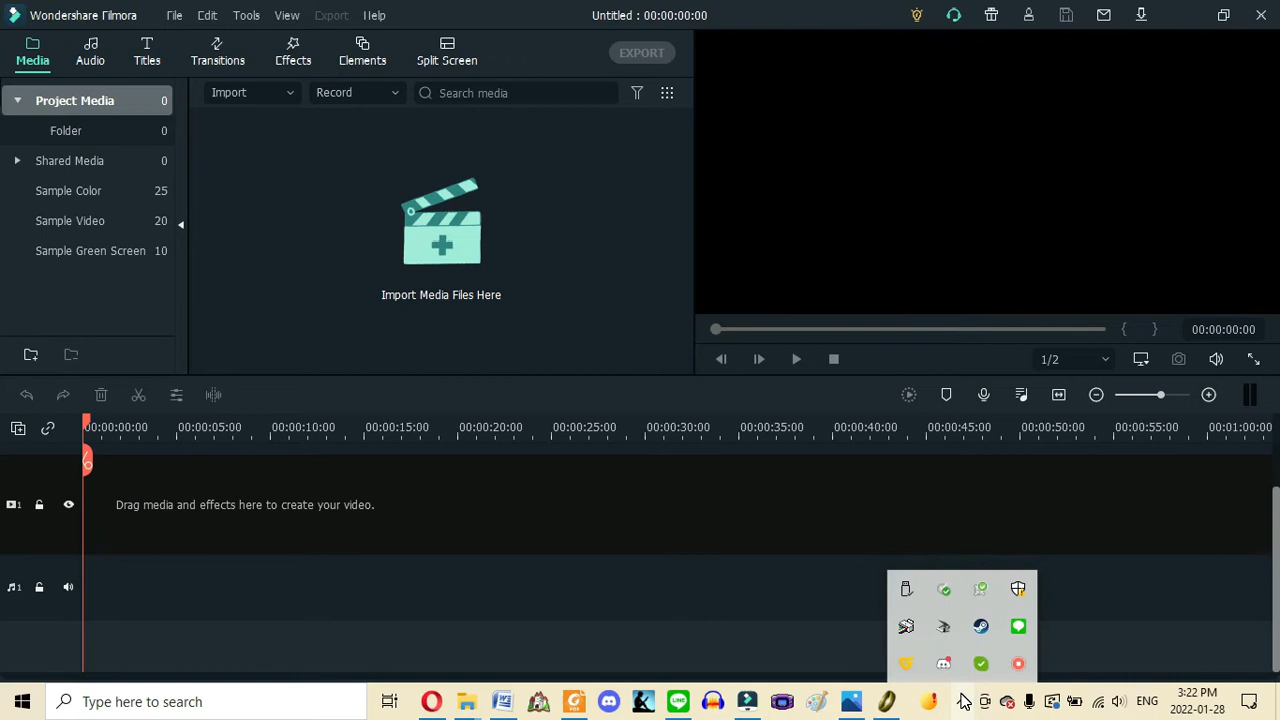 Wondershare Filmora File Edit Tools View Export Help Untitled : 00:00:00:00
Media Audio Titles Transitions Effects Elements Split Screen EXPORT
Project Media 0
Folder 0
Shared Media 0
Sample Color 25
Sample Video 20
Sample Green Screen 10
Import Record Search media
Import Media Files Here
{ } 00:00:00:00
1/2
00:00:00:00 00:00:05:00 00:00:10:00 00:00:15:00 00:00:20:00 00:00:25:00 00:00:30:00 00:00:35:00 00:00:40:00 00:00:45:00 00:00:50:00 00:00:55:00 00:01:00:00
1 Drag media and effects here to create your video.
1
Type here to search
ENG
3:22 PM
2022-01-28